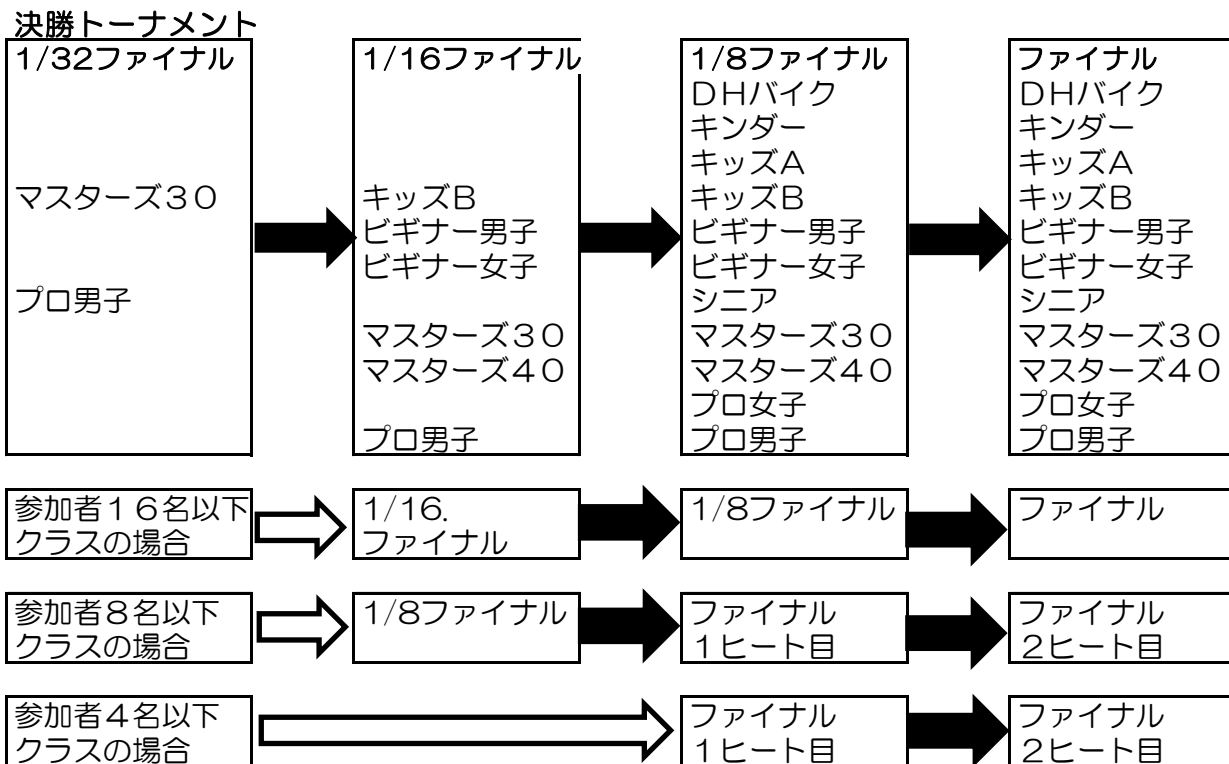 決勝トーナメント
1/32ファイナル
マスターズ30
プロ男子
1/16ファイナル
キッズB
ビギナー男子
ビギナー女子
マスターズ30
マスターズ40
プロ男子
1/8ファイナル
DHバイク
キンダー
キッズA
キッズB
ビギナー男子
ビギナー女子
シニア
マスターズ30
マスターズ40
プロ女子
プロ男子
ファイナル
DHバイク
キンダー
キッズA
キッズB
ビギナー男子
ビギナー女子
シニア
マスターズ30
マスターズ40
プロ女子
プロ男子
参加者16名以下
クラスの場合
1/16.
ファイナル
1/8ファイナル
ファイナル
参加者8名以下
クラスの場合
1/8ファイナル
ファイナル
1ヒート目
ファイナル
2ヒート目
参加者4名以下
クラスの場合
ファイナル
1ヒート目
ファイナル
2ヒート目